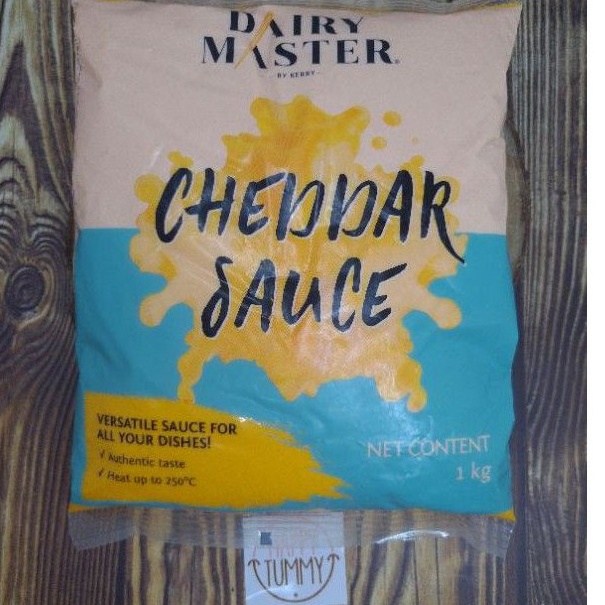 DAIRY
MASTER®
BY KERRY
CHEDDAR
SAUCE
VERSATILE SAUCE FOR
ALL YOUR DISHES!
✓ Authentic taste
✓ Heat up to 250°C
NET CONTENT
1 kg
TUMMY